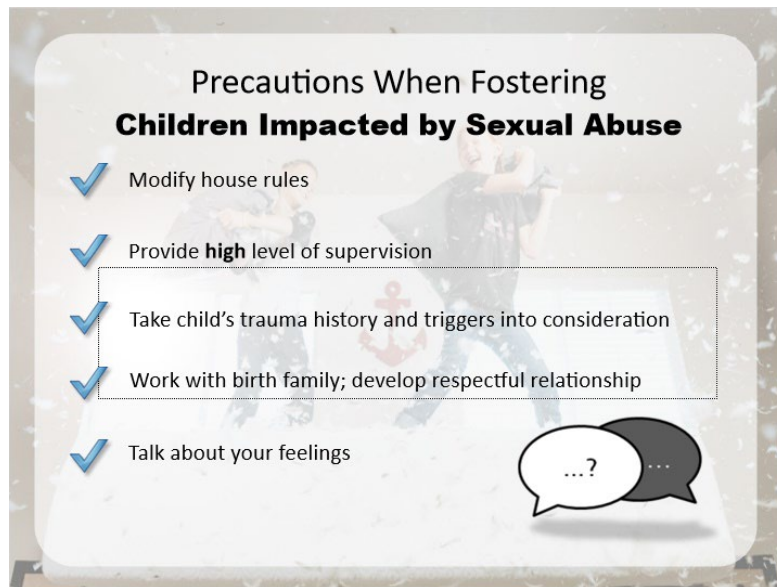 Precautions When Fostering
Children Impacted by Sexual Abuse
Modify house rules
Provide high level of supervision
Take child's trauma history and triggers into consideration
Work with birth family; develop respectful relationship
Talk about your feelings
...?
...